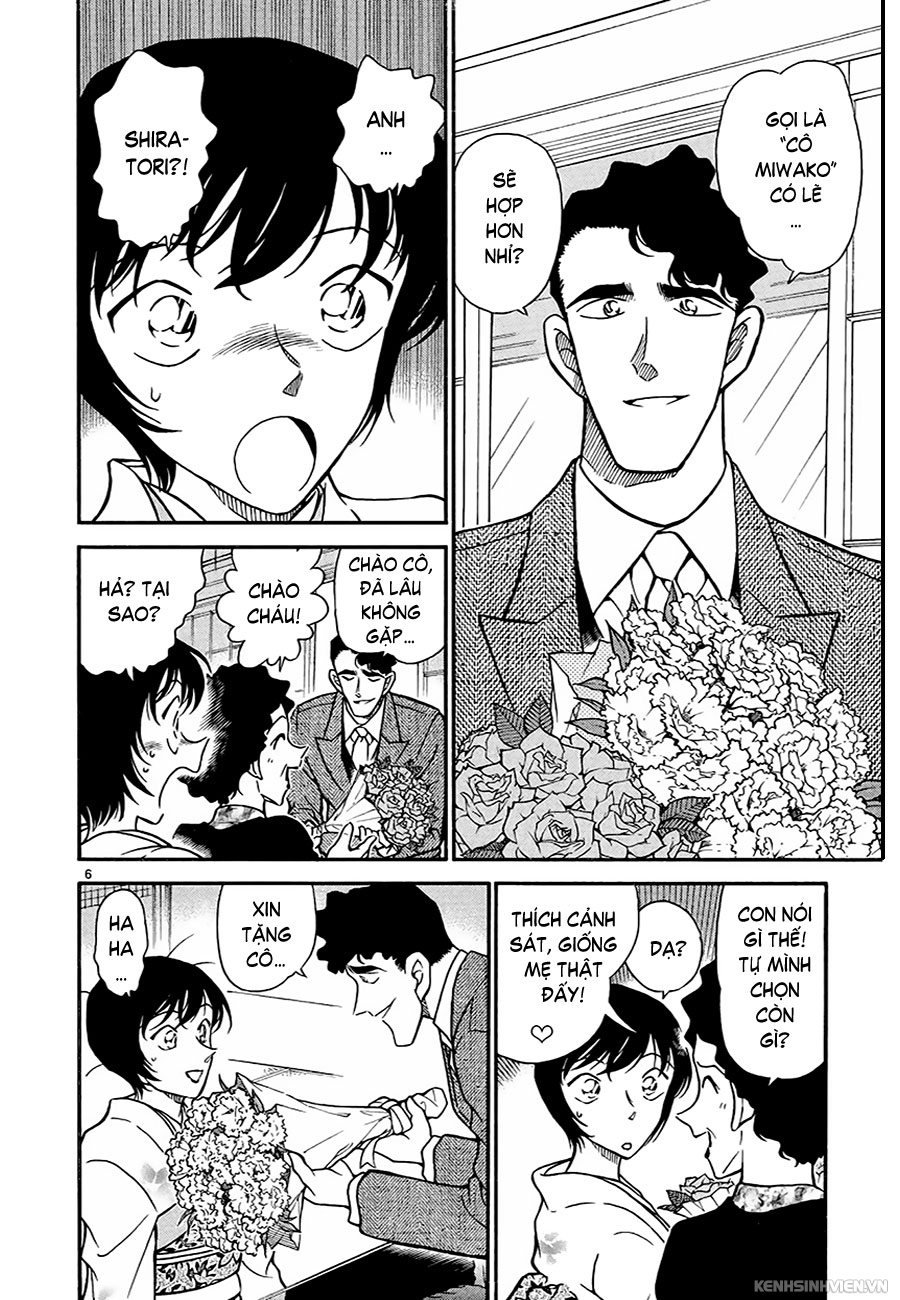 GỌI LÀ
“CÔ
MIWAKO”
CÓ LẼ
...
SẼ
HỢP
HƠN
NHỈ?
ANH
...
SHIRA-
TORI?!
CHÀO CÔ,
ĐÃ LÂU
KHÔNG
GẶP...
CHÀO
CHÁU!
HẢ? TẠI
SAO?
6
CON NÓI
GÌ THẾ!
TỰ MÌNH
CHỌN
CÒN
GÌ?
DẠ?
THÍCH CẢNH
SÁT, GIỐNG
MẸ THẬT
ĐẤY!
♡
XIN
TẶNG
CÔ...
HA
HA
...
KENHSINHVIEN.VN